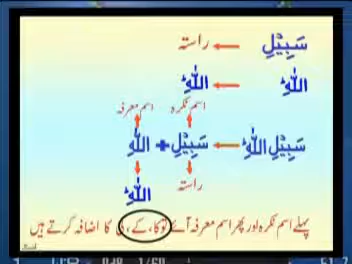 سَبِيْلِ ← راستہ
اللّٰهِ ← اللّٰهِ
اسم نکرہ اسم معرفہ
سَبِيْلِ اللّٰهِ ← سَبِيْلِ + اللّٰهِ
راستہ اللّٰهِ
پہلے اسم نکرہ اور پھر اسم معرفہ آئے تو کا، کے، کی کا اضافہ کرتے ہیں